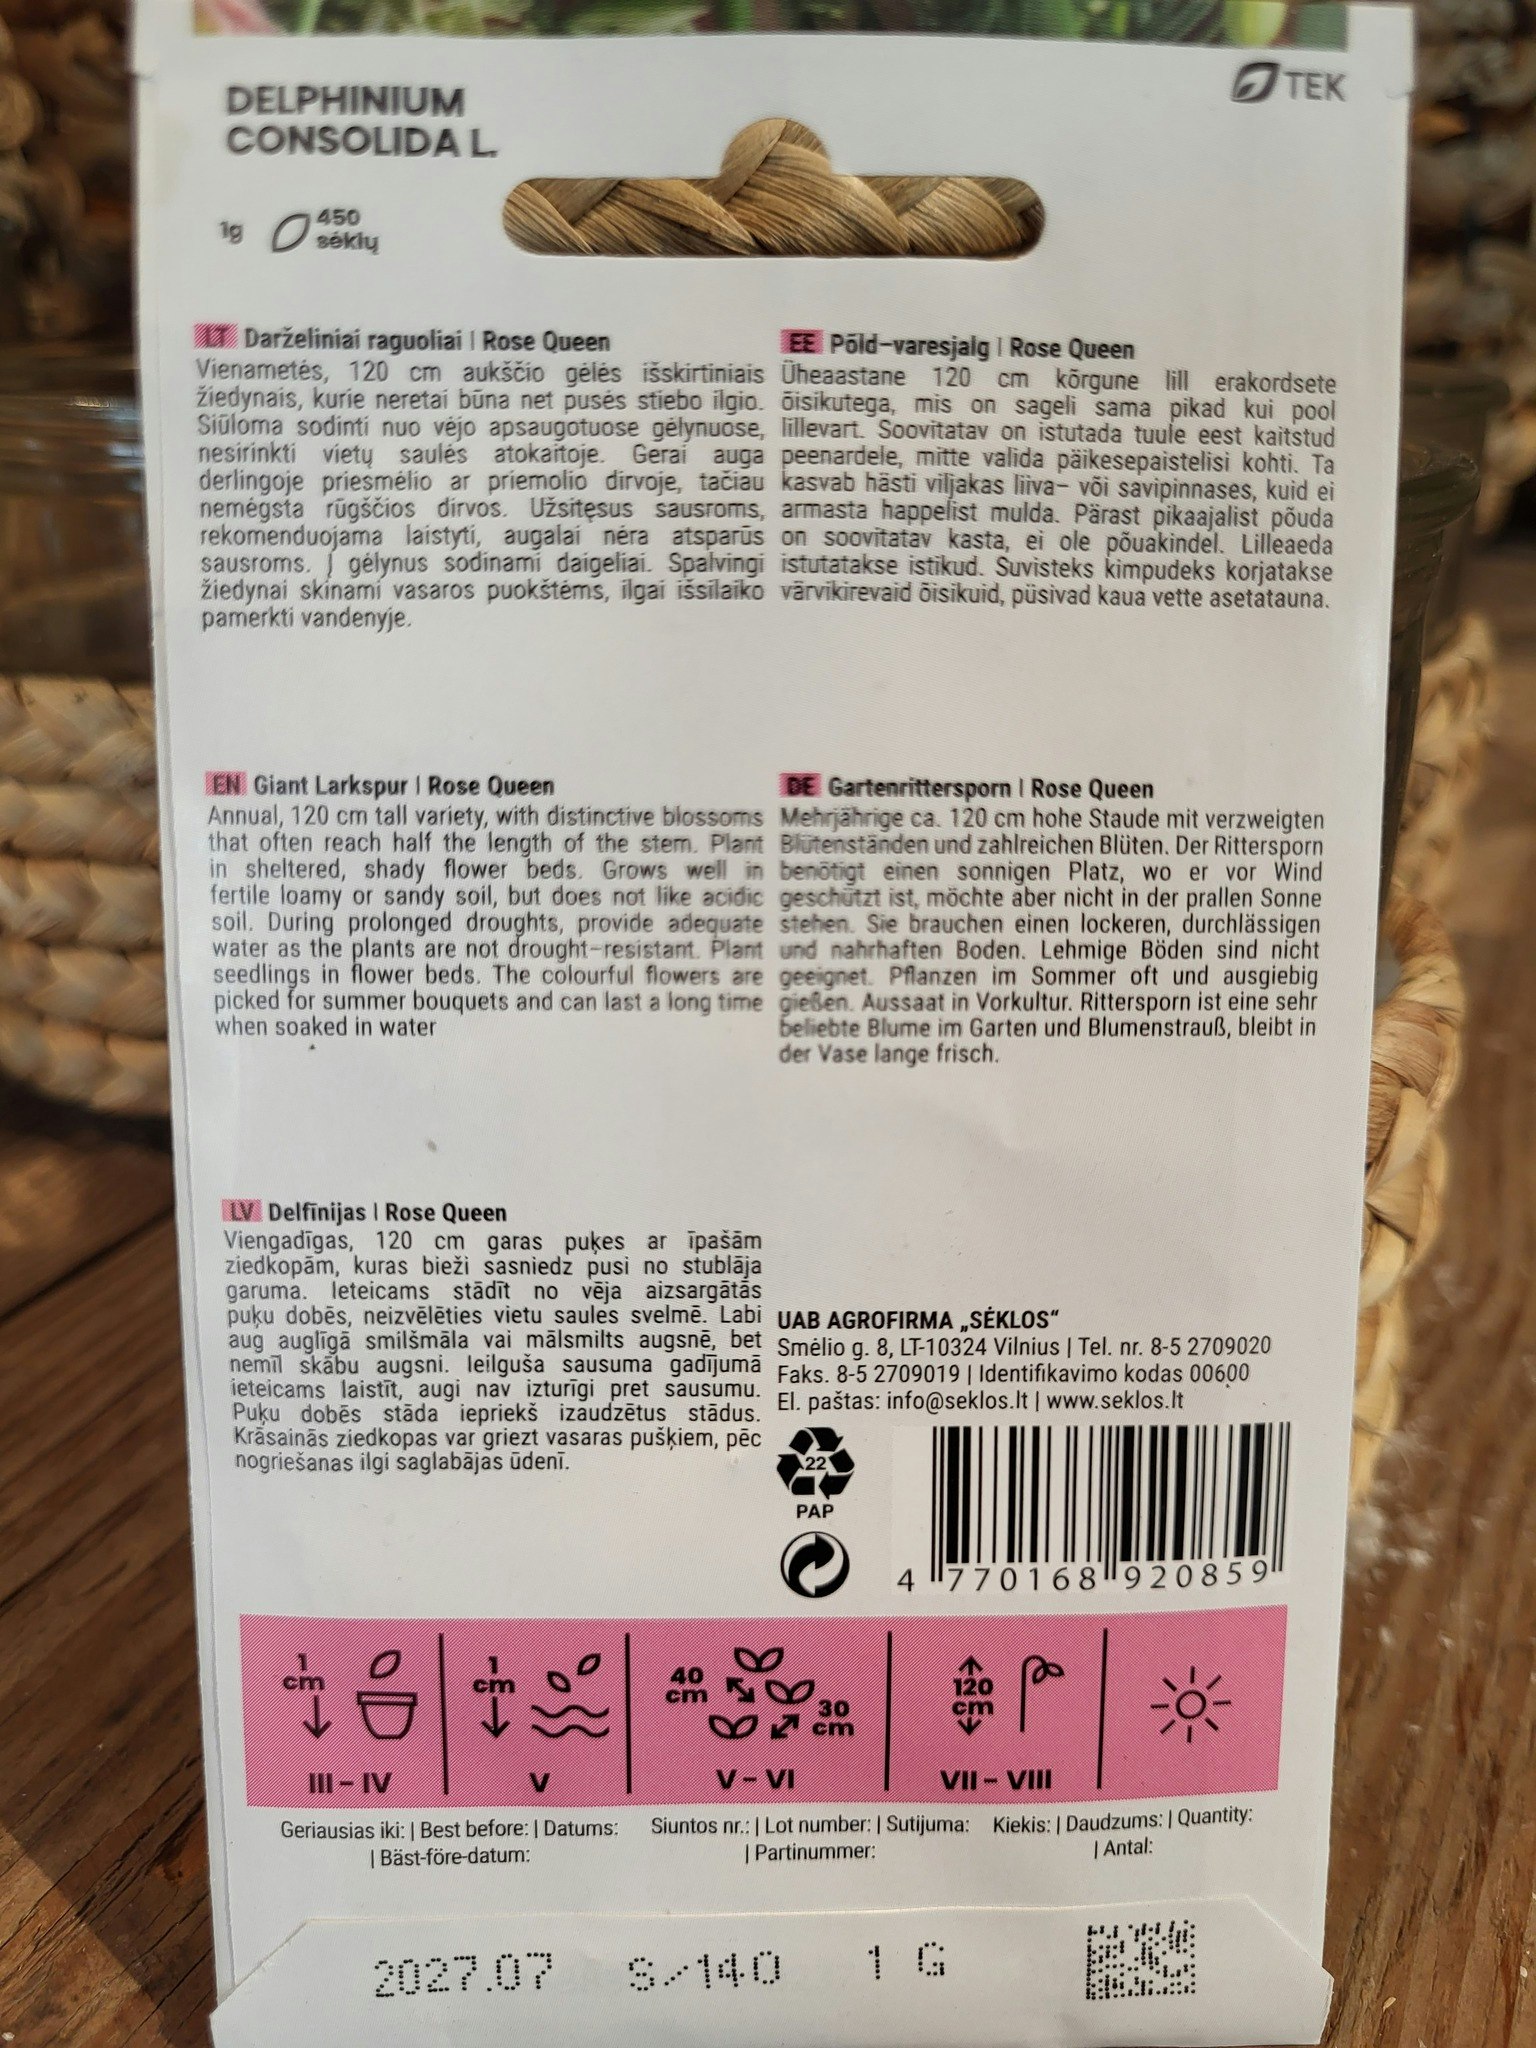 DELPHINIUM
CONSOLIDA L.
TEK
1g
450
sėklų
LT Darželiniai raguoliai | Rose Queen
Vienametės, 120 cm aukščio gėlės išskirtiniais
žiedynais, kurie neretai būna net pusės stiebo ilgio.
Siūloma sodinti nuo vėjo apsaugotuose gėlynuose,
nesirinkti vietų saulės atokaitoje. Gerai auga
derlingoje priesmėlio ar priemolio dirvoje, tačiau
nemėgsta rūgščios dirvos. Užsitęsus sausroms,
rekomenduojama laistyti, augalai nėra atsparūs
sausroms. Į gėlynus sodinami daigeliai. Spalvingi
žiedynai skinami vasaros puokštėms, ilgai išsilaiko
pamerkti vandenyje.
EE Põld-varesjalg | Rose Queen
Üheaastane 120 cm kõrgune lill erakordsete
õisikutega, mis on sageli sama pikad kui pool
lillevart. Soovitatav on istutada tuule eest kaitstud
peenardele, mitte valida päikesepaistelisi kohti. Ta
kasvab hästi viljakas liiva- või savipinnases, kuid ei
armasta happelist mulda. Pärast pikaajalist põuda
on soovitatav kasta, ei ole põuakindel. Lilleaeda
istutatakse istikud. Suvisteks kimpudeks korjatakse
värvikirevaid õisikuid, püsivad kaua vette asetatauna.
EN Giant Larkspur | Rose Queen
Annual, 120 cm tall variety, with distinctive blossoms
that often reach half the length of the stem. Plant
in sheltered, shady flower beds. Grows well in
fertile loamy or sandy soil, but does not like acidic
soil. During prolonged droughts, provide adequate
water as the plants are not drought-resistant. Plant
seedlings in flower beds. The colourful flowers are
picked for summer bouquets and can last a long time
when soaked in water
DE Gartenrittersporn | Rose Queen
Mehrjährige ca. 120 cm hohe Staude mit verzweigten
Blütenständen und zahlreichen Blüten. Der Rittersporn
benötigt einen sonnigen Platz, wo er vor Wind
geschützt ist, möchte aber nicht in der prallen Sonne
stehen. Sie brauchen einen lockeren, durchlässigen
und nahrhaften Boden. Lehmige Böden sind nicht
geeignet. Pflanzen im Sommer oft und ausgiebig
gießen. Aussaat in Vorkultur. Rittersporn ist eine sehr
beliebte Blume im Garten und Blumenstrauß, bleibt in
der Vase lange frisch.
LV Delfīnijas | Rose Queen
Viengadīgas, 120 cm garas puķes ar īpašām
ziedkopām, kuras bieži sasniedz pusi no stublāja
garuma. Ieteicams stādīt no vēja aizsargātās
puķu dobēs, neizvēlēties vietu saules svelmē. Labi
aug auglīgā smilšmāla vai mālsmilts augsnē, bet
nemīl skābu augsni. Ieilguša sausuma gadījumā
ieteicams laistīt, augi nav izturīgi pret sausumu.
Puķu dobēs stāda iepriekš izaudzētus stādus.
Krāsainās ziedkopas var griezt vasaras pušķiem, pēc
nogriešanas ilgi saglabājas ūdenī.
UAB AGROFIRMA „SĖKLOS“
Smėlio g. 8, LT-10324 Vilnius | Tel. nr. 8-5 2709020
Faks. 8-5 2709019 | Identifikavimo kodas 00600
El. paštas: info@seklos.lt | www.seklos.lt
22
PAP
4 770168 920859
1 cm
III - IV
1 cm
V
40 cm
30 cm
V - VI
120 cm
VII - VIII
Geriausias iki: | Best before: | Datums:
| Bäst-före-datum:
Siuntos nr.: | Lot number: | Sutijuma:
| Partinummer:
Kiekis: | Daudzums: | Quantity:
| Antal:
2027.07 S/140 1 G